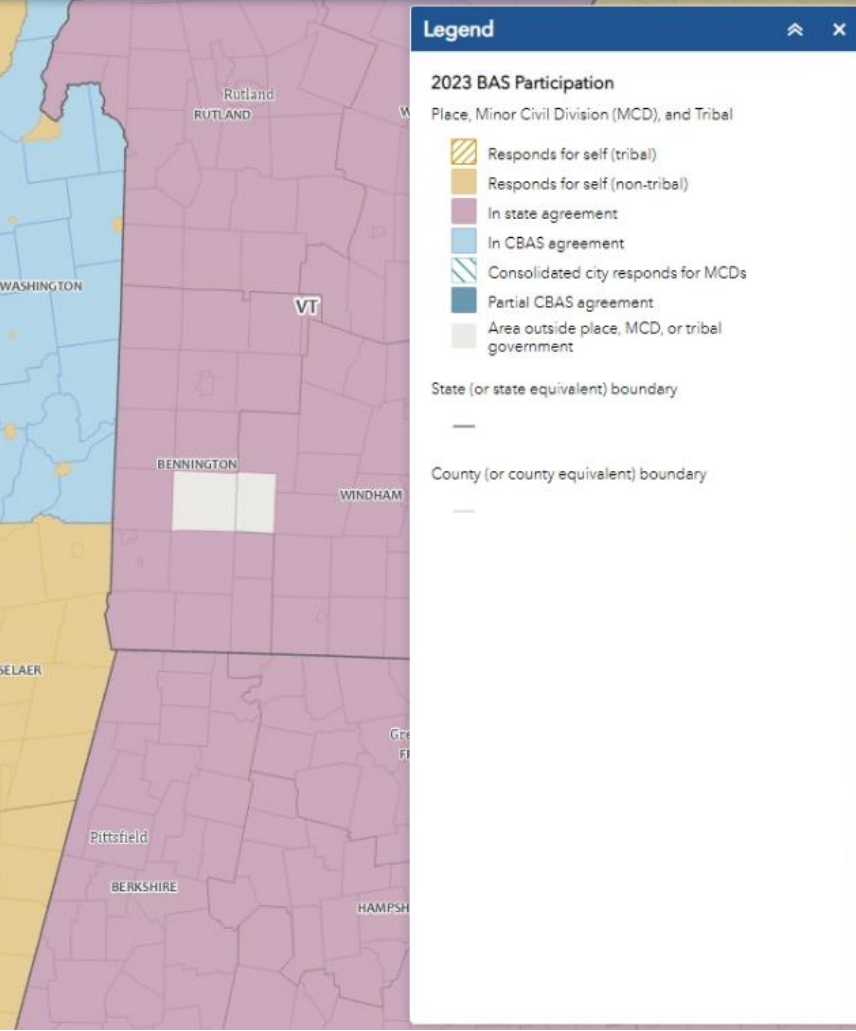 Legend
2023 BAS Participation
Place, Minor Civil Division (MCD), and Tribal
Responds for self (tribal)
Responds for self (non-tribal)
In state agreement
In CBAS agreement
Consolidated city responds for MCDs
Partial CBAS agreement
Area outside place, MCD, or tribal
government
State (or state equivalent) boundary
County (or county equivalent) boundary
Rutland
RUTLAND
W
WASHINGTON
VT
BENNINGTON
WINDHAM
SELAER
Gre
Pittsfield
BERKSHIRE
HAMPSH